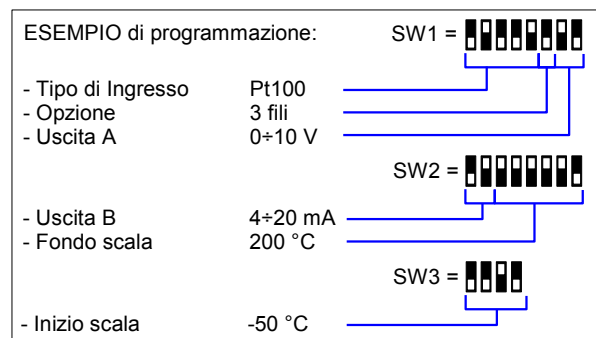 ESEMPIO di programmazione: SW1 =
- Tipo di Ingresso Pt100
- Opzione 3 fili
- Uscita A 0÷10 V
SW2 =
- Uscita B 4÷20 mA
- Fondo scala 200 °C
SW3 =
- Inizio scala -50 °C